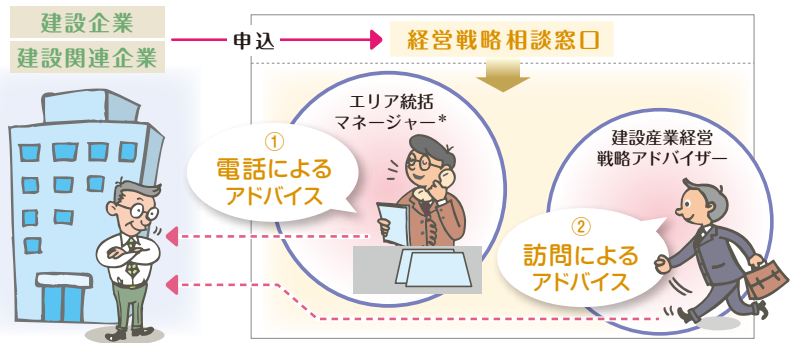 建設企業
建設関連企業
申込
経営戦略相談窓口
エリア統括
マネージャー*
①
電話による
アドバイス
建設産業経営
戦略アドバイザー
②
訪問による
アドバイス